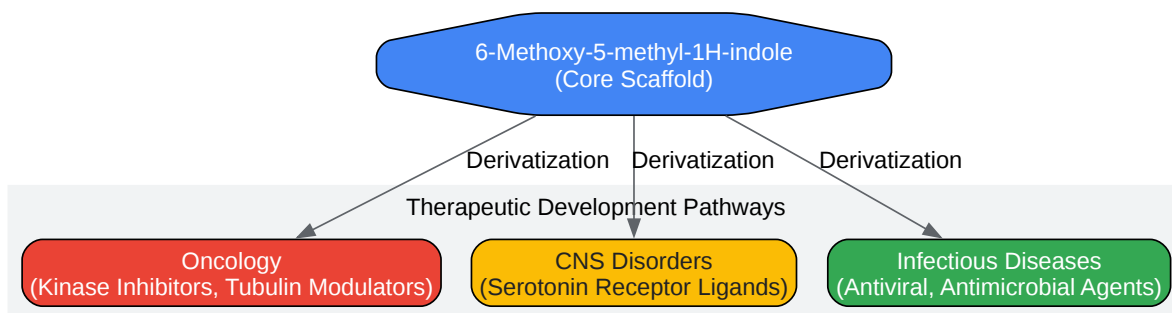 6-Methoxy-5-methyl-1H-indole
(Core Scaffold)
Derivatization
Derivatization
Derivatization
Therapeutic Development Pathways
Oncology
(Kinase Inhibitors, Tubulin Modulators)
CNS Disorders
(Serotonin Receptor Ligands)
Infectious Diseases
(Antiviral, Antimicrobial Agents)